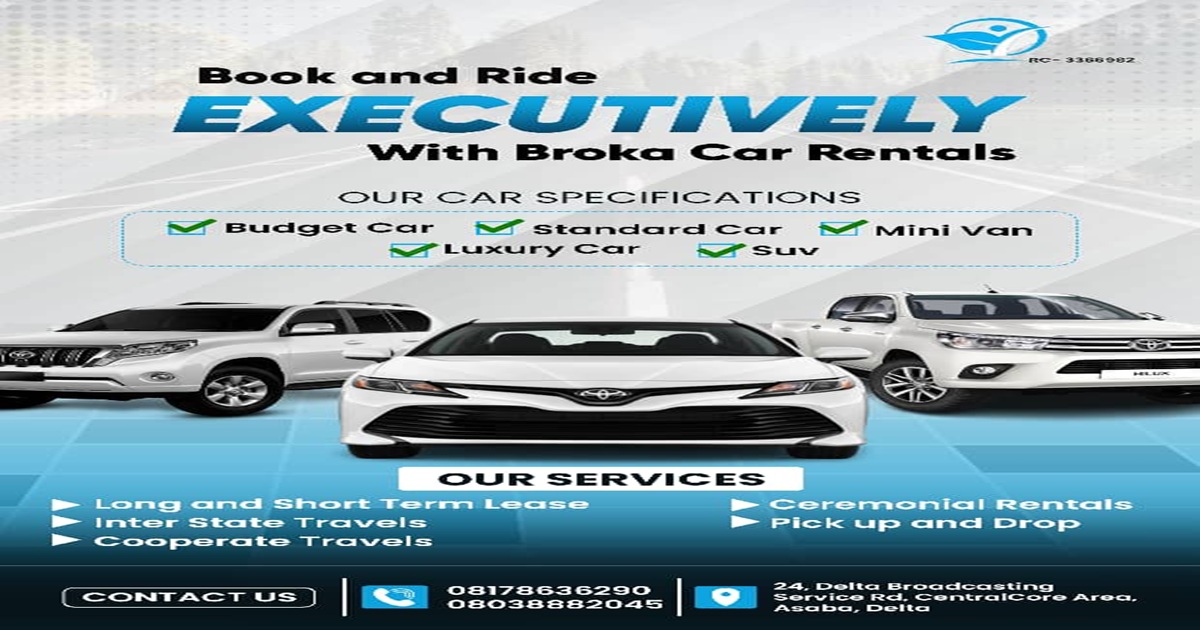 RC- 3366982
Book and Ride
EXECUTIVELY
With Broka Car Rentals
OUR CAR SPECIFICATIONS
Budget Car Standard Car Mini Van
Luxury Car Suv
HILUX
OUR SERVICES
Long and Short Term Lease
Inter State Travels
Cooperate Travels
Ceremonial Rentals
Pick up and Drop
CONTACT US
08178636290
08038882045
24, Delta Broadcasting
Service Rd, CentralCore Area,
Asaba, Delta